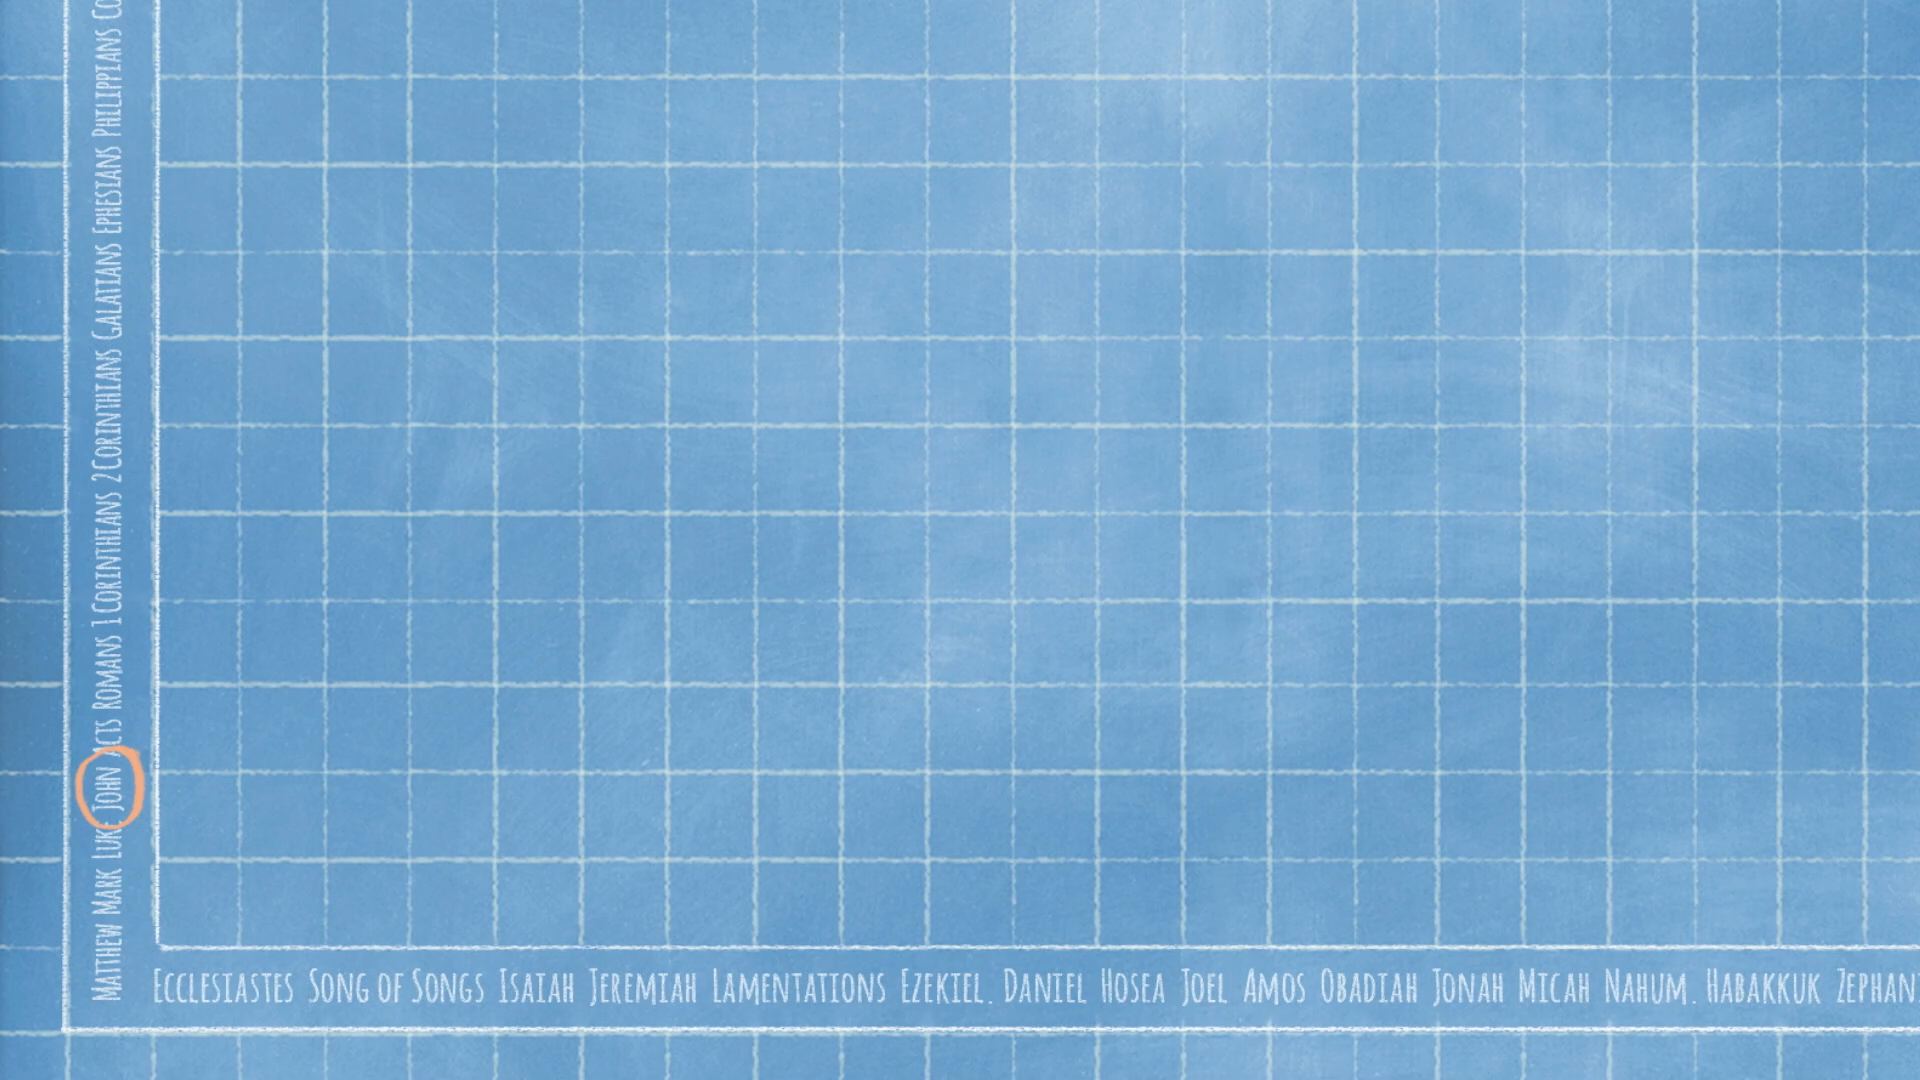 Matthew Mark Luke John Acts Romans 1 Corinthians 2 Corinthians Galatians Ephesians Philippians
Ecclesiastes Song of Songs Isaiah Jeremiah Lamentations Ezekiel. Daniel Hosea Joel Amos Obadiah Jonah Micah Nahum. Habakkuk